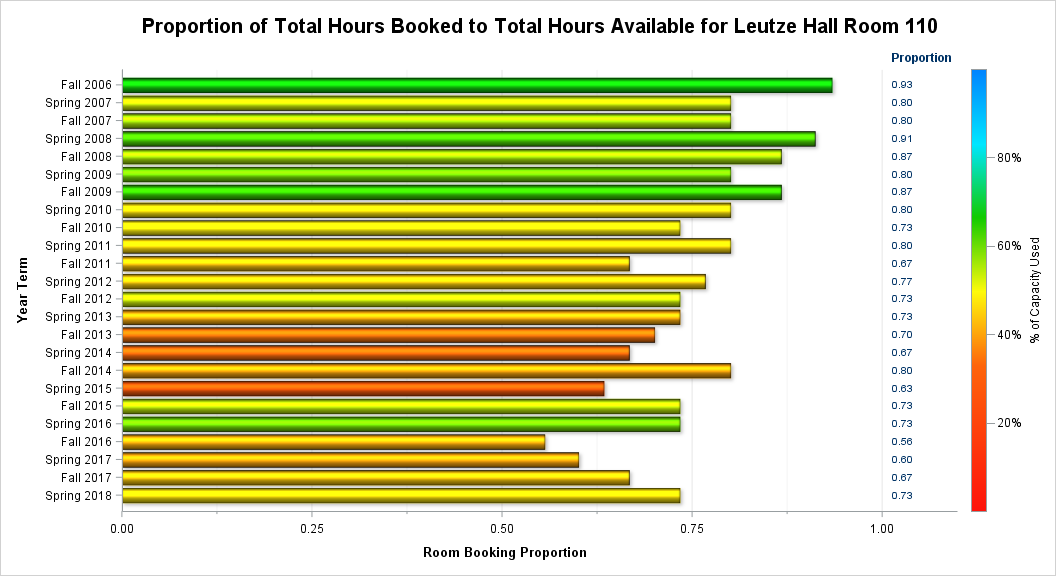 Proportion of Total Hours Booked to Total Hours Available for Leutze Hall Room 110
Proportion
Fall 2006 0.93
Spring 2007 0.80
Fall 2007 0.80
Spring 2008 0.91
Fall 2008 0.87
Spring 2009 0.80
Fall 2009 0.87
Spring 2010 0.80
Fall 2010 0.73
Spring 2011 0.80
Fall 2011 0.67
Spring 2012 0.77
Fall 2012 0.73
Spring 2013 0.73
Fall 2013 0.70
Spring 2014 0.67
Fall 2014 0.80
Spring 2015 0.63
Fall 2015 0.73
Spring 2016 0.73
Fall 2016 0.56
Spring 2017 0.60
Fall 2017 0.67
Spring 2018 0.73
Year Term
0.00 0.25 0.50 0.75 1.00
Room Booking Proportion
80%
60%
40%
20%
% of Capacity Used